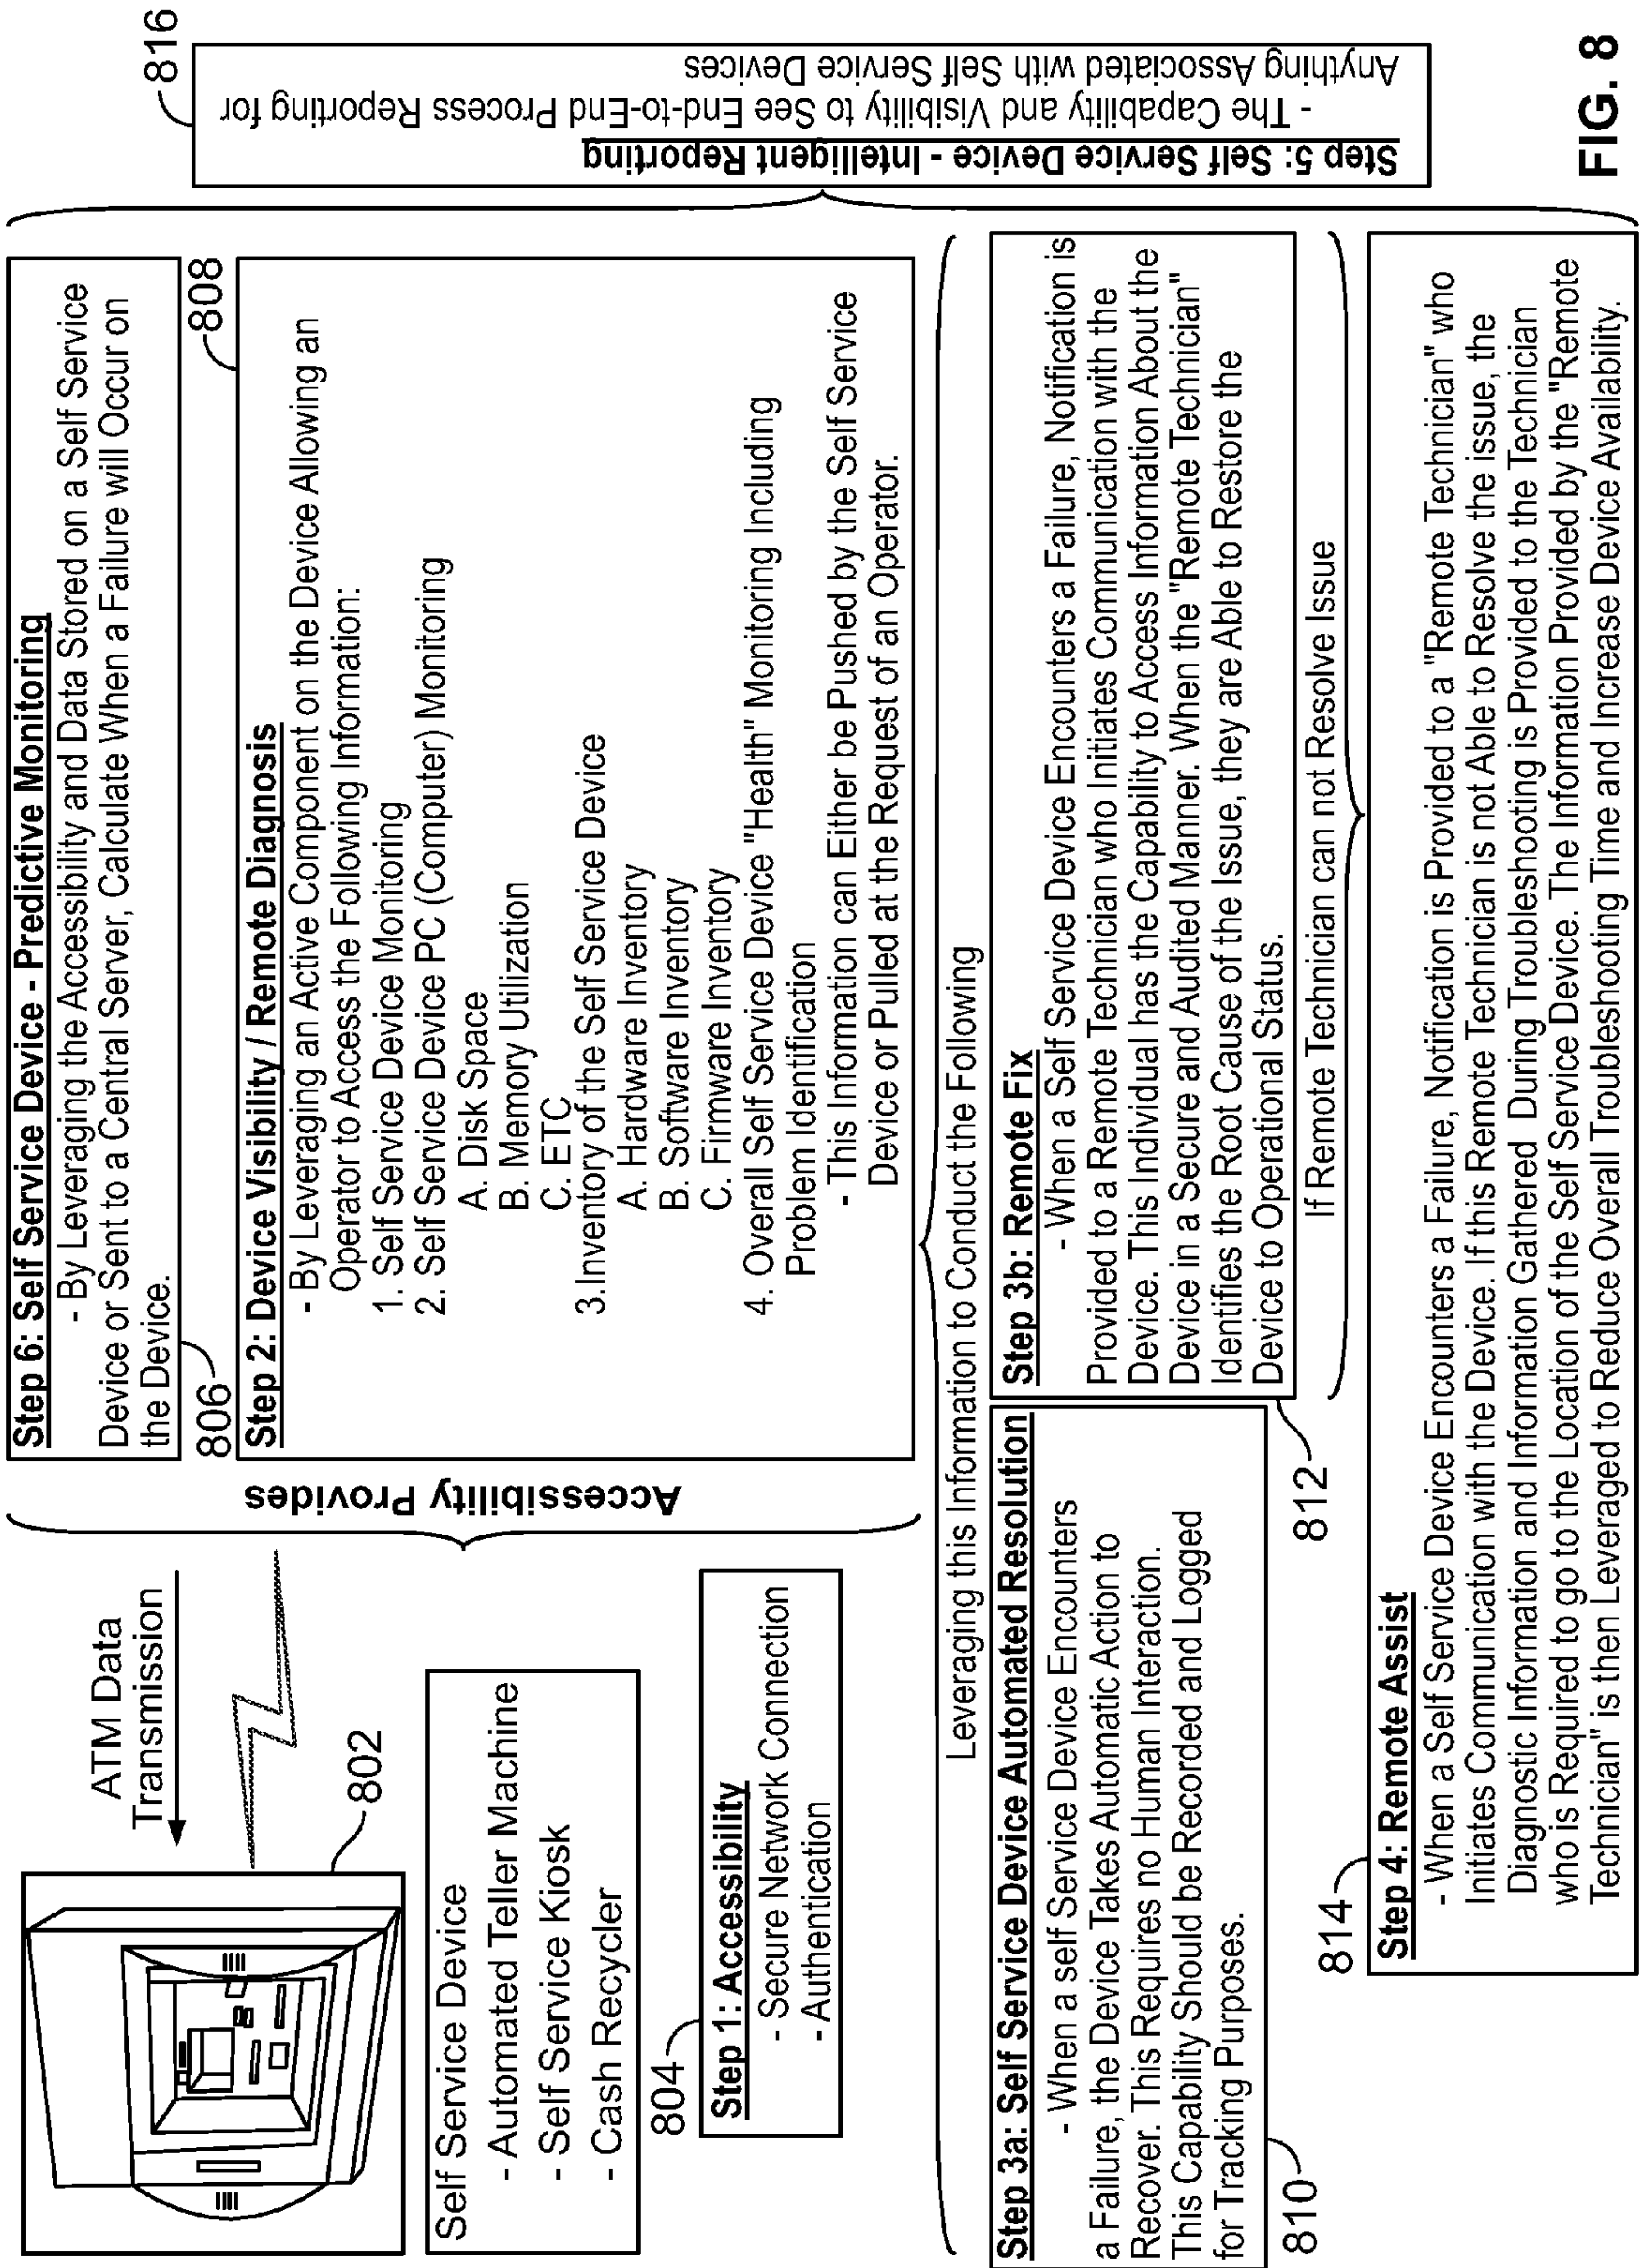 ATM Data
Transmission
802
Self Service Device
- Automated Teller Machine
- Self Service Kiosk
- Cash Recycler
804
Step 1: Accessibility
- Secure Network Connection
- Authentication
Accessibility Provides
Step 6: Self Service Device - Predictive Monitoring
- By Leveraging the Accessibility and Data Stored on a Self Service
Device or Sent to a Central Server, Calculate When a Failure will Occur on
the Device.
806
808
Step 2: Device Visibility / Remote Diagnosis
- By Leveraging an Active Component on the Device Allowing an
Operator to Access the Following Information:
1. Self Service Device Monitoring
2. Self Service Device PC (Computer) Monitoring
A. Disk Space
B. Memory Utilization
C. ETC
3.Inventory of the Self Service Device
A. Hardware Inventory
B. Software Inventory
C. Firmware Inventory
4. Overall Self Service Device "Health" Monitoring Including
Problem Identification
- This Information can Either be Pushed by the Self Service
Device or Pulled at the Request of an Operator.
Leveraging this Information to Conduct the Following
Step 3a: Self Service Device Automated Resolution
- When a self Service Device Encounters
a Failure, the Device Takes Automatic Action to
Recover. This Requires no Human Interaction.
This Capability Should be Recorded and Logged
for Tracking Purposes.
810
Step 3b: Remote Fix
- When a Self Service Device Encounters a Failure, Notification is
Provided to a Remote Technician who Initiates Communication with the
Device. This Individual has the Capability to Access Information About the
Device in a Secure and Audited Manner. When the "Remote Technician"
Identifies the Root Cause of the Issue, they are Able to Restore the
Device to Operational Status.
812
If Remote Technician can not Resolve Issue
814
Step 4: Remote Assist
- When a Self Service Device Encounters a Failure, Notification is Provided to a "Remote Technician" who
Initiates Communication with the Device. If this Remote Technician is not Able to Resolve the issue, the
Diagnostic Information and Information Gathered During Troubleshooting is Provided to the Technician
who is Required to go to the Location of the Self Service Device. The Information Provided by the "Remote
Technician" is then Leveraged to Reduce Overall Troubleshooting Time and Increase Device Availability.
816
Step 5: Self Service Device - Intelligent Reporting
- The Capability and Visibility to See End-to-End Process Reporting for
Anything Associated with Self Service Devices
FIG. 8